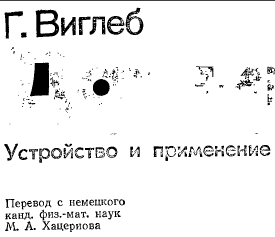 Г. Виглеб
Устройство и применение
Перевод с немецкого
канд. физ.-мат. наук
М. А. Хацернова